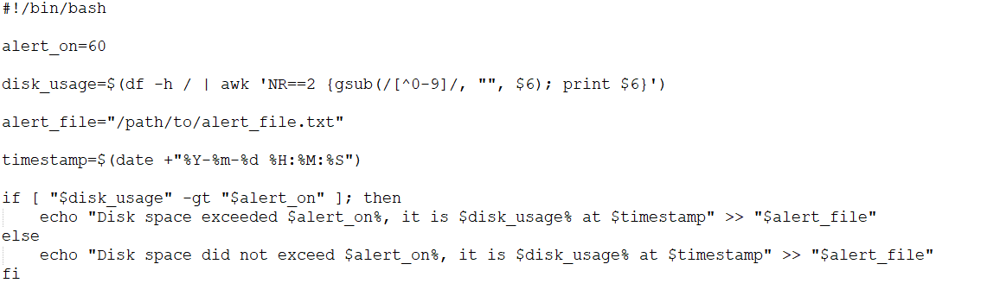 #!/bin/bash
alert_on=60
disk_usage=$(df -h / | awk 'NR==2 {gsub(/[^0-9]/, "", $6); print $6}')
alert_file="/path/to/alert_file.txt"
timestamp=$(date +"%Y-%m-%d %H:%M:%S")
if [ "$disk_usage" -gt "$alert_on" ]; then
    echo "Disk space exceeded $alert_on%, it is $disk_usage% at $timestamp" >> "$alert_file"
else
    echo "Disk space did not exceed $alert_on%, it is $disk_usage% at $timestamp" >> "$alert_file"
fi